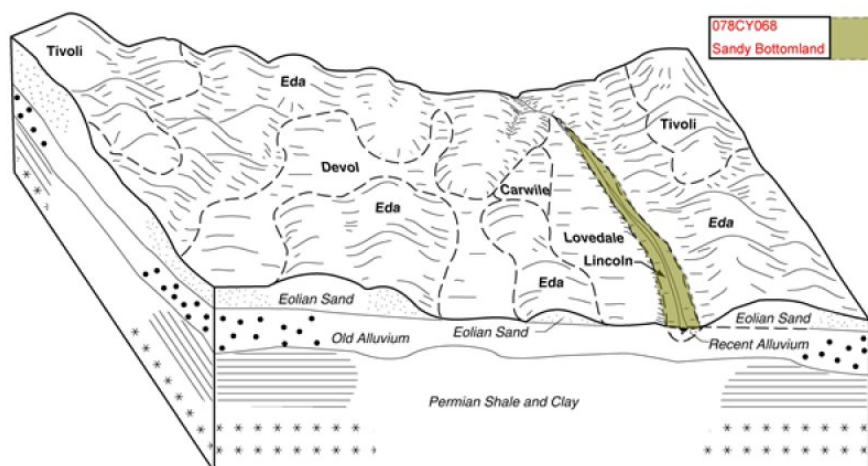 078CY068
Sandy Bottomland
Tivoli
Eda
Tivoli
Devol
Carwile
Eda
Eda
Lovedale
Lincoln
Eda
Eolian Sand
Eolian Sand
Eolian Sand
Old Alluvium
Recent Alluvium
Permian Shale and Clay